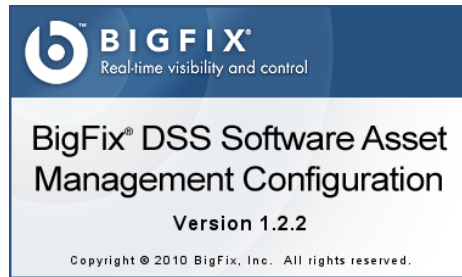 BIGFIX®
Real-time visibility and control
BigFix® DSS Software Asset
Management Configuration
Version 1.2.2
Copyright © 2010 BigFix, Inc. All rights reserved.